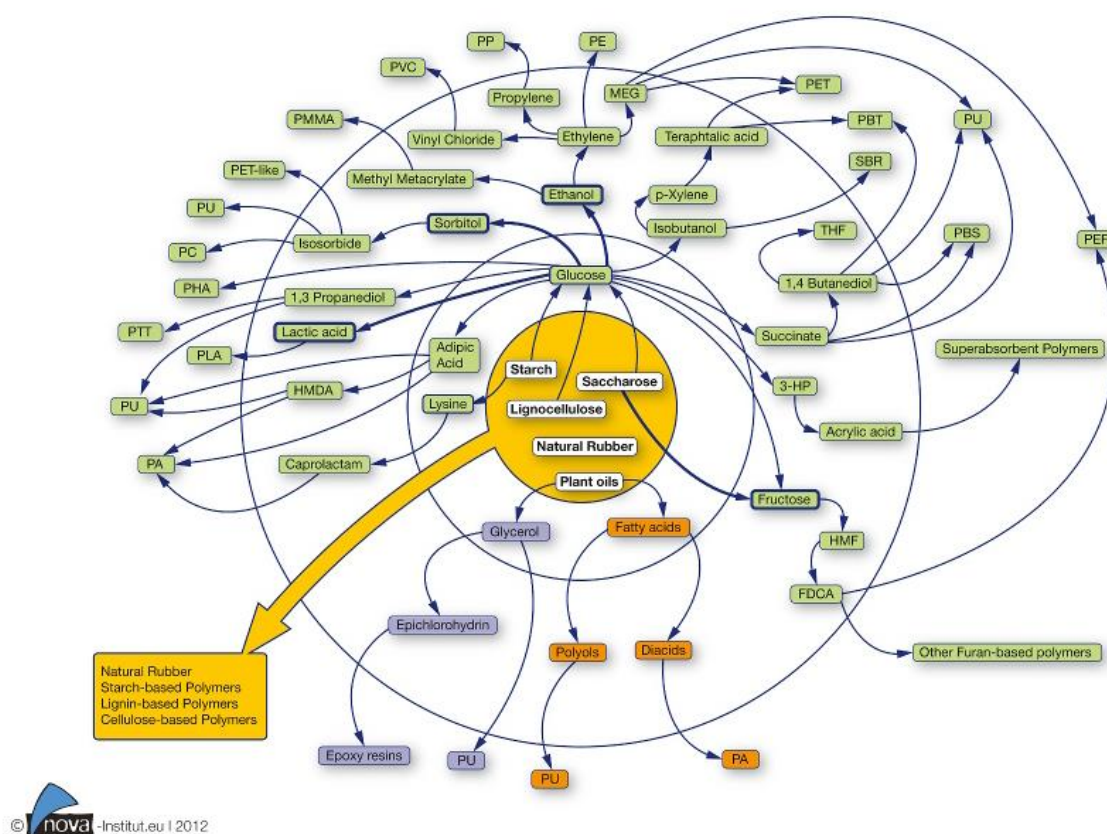 PP
PE
PVC
MEG
PET
Propylene
PMMA
PBT
PU
Vinyl Chloride
Ethylene
Teraphtalic acid
SBR
PET-like
Methyl Metacrylate
Ethanol
p-Xylene
PU
Sorbitol
Isobutanol
THF
PBS
PEF
PC
Isosorbide
PHA
Glucose
1,4 Butanediol
1,3 Propanediol
PTT
Lactic acid
Succinate
PLA
Adipic
Acid
Superabsorbent Polymers
Starch
Saccharose
3-HP
PU
HMDA
Lysine
Lignocellulose
Acrylic acid
Natural Rubber
PA
Caprolactam
Plant oils
Fructose
Glycerol
Fatty acids
HMF
FDCA
Epichlorohydrin
Polyols
Diacids
Other Furan-based polymers
Natural Rubber
Starch-based Polymers
Lignin-based Polymers
Cellulose-based Polymers
Epoxy resins
PU
PU
PA
© nova-Institut.eu | 2012